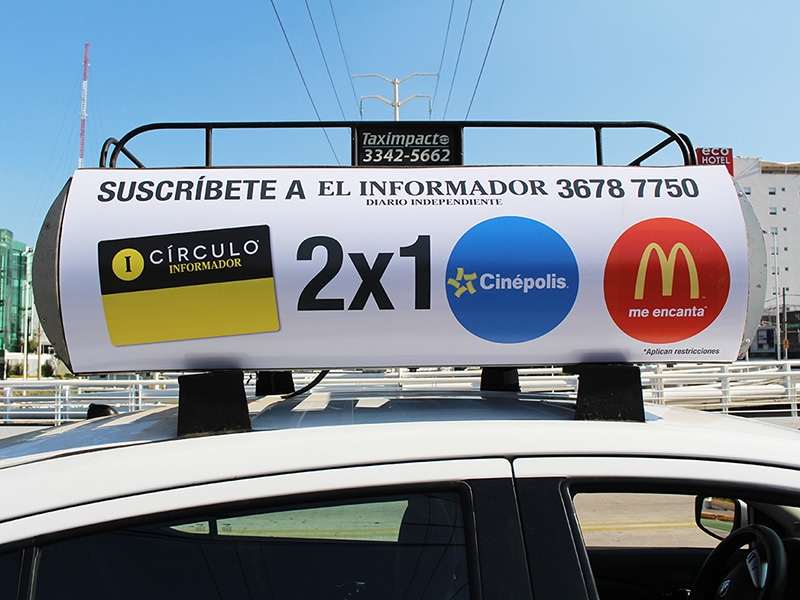 Taximpacto
3342-5662
eco
HOTEL
SUSCRÍBETE A EL INFORMADOR 3678 7750
DIARIO INDEPENDIENTE
I CÍRCULO
INFORMADOR
2x1
Cinépolis
me encanta
*Aplican restricciones